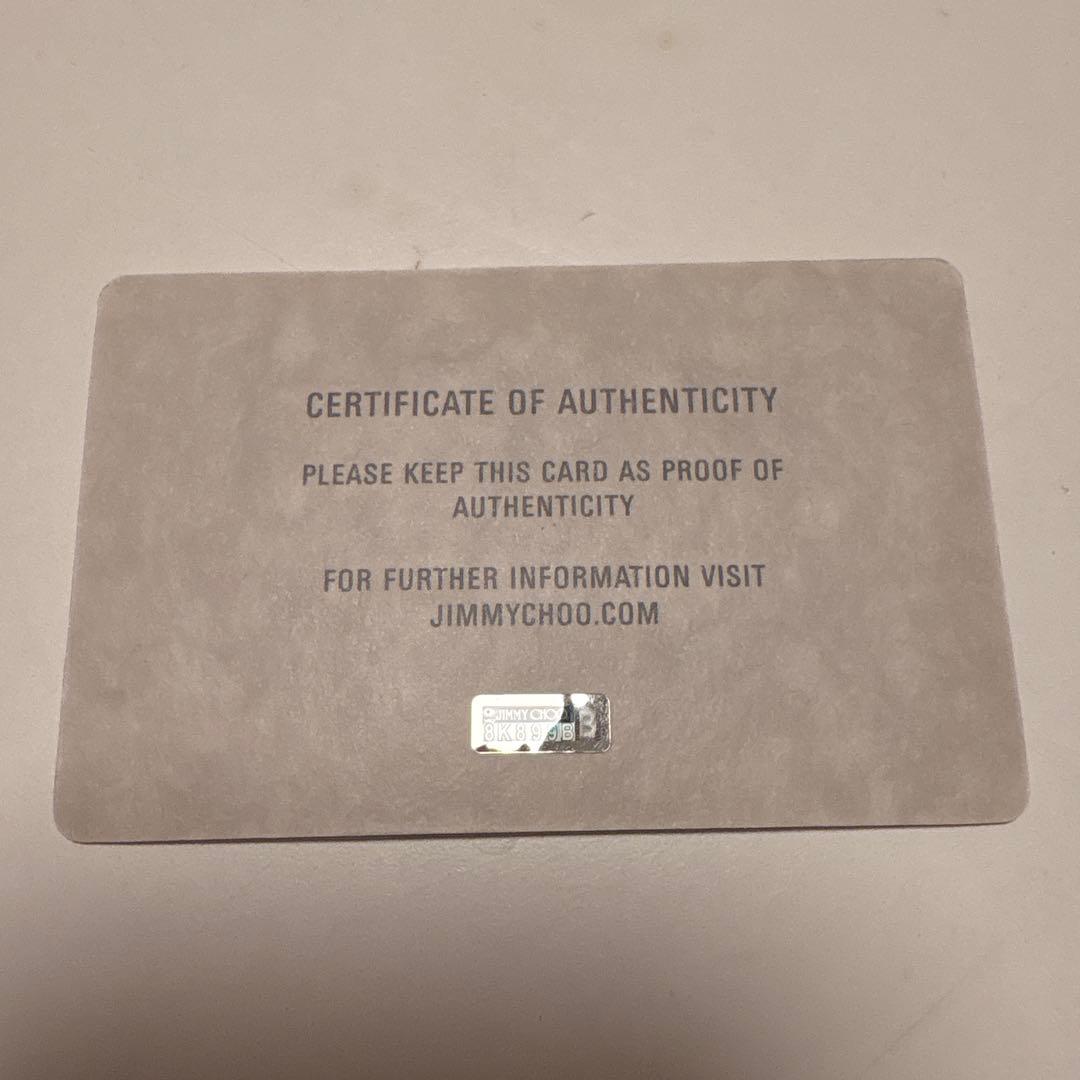 CERTIFICATE OF AUTHENTICITY
PLEASE KEEP THIS CARD AS PROOF OF
AUTHENTICITY
FOR FURTHER INFORMATION VISIT
JIMMYCHOO.COM
JIMMY CHOO
8K899B B